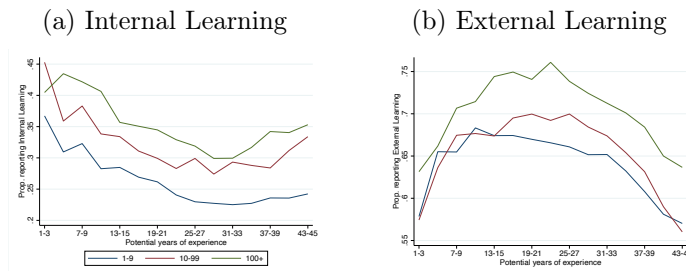 (a) Internal Learning
(b) External Learning
Prop. reporting Internal Learning
.45
.4
.35
.3
.25
.2
1-3 7-9 13-15 19-21 25-27 31-33 37-39 43-45
Potential years of experience
1-9 10-99 100+
Prop. reporting External Learning
.75
.7
.65
.6
.55
1-3 7-9 13-15 19-21 25-27 31-33 37-39 43-4
Potential years of experience